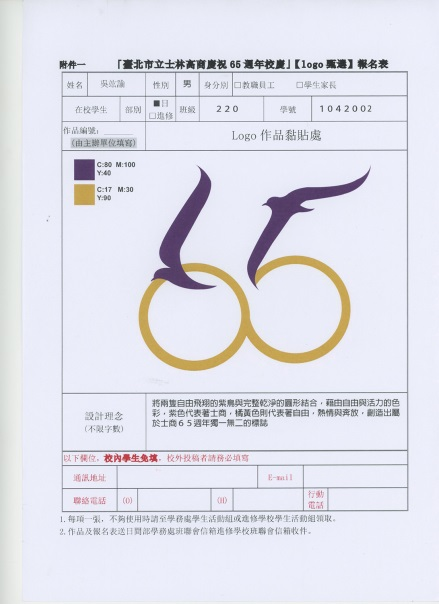 附件一 「臺北市立士林高商慶祝 65 週年校慶」【logo 甄選】報名表
姓名 吳竑諭 性別 男 身分別 □教職員工 □學生家長
在校學生 部別 ■日 □進修 班級 220 學號 1042002
作品編號：
(由主辦單位填寫)
Logo 作品黏貼處
C:80 M:100
Y:40
C:17 M:30
Y:90
設計理念
(不限字數)
將兩隻自由飛翔的紫鳥與完整乾淨的圓形結合，藉由自由與活力的色
彩，紫色代表著士商，橘黃色則代表著自由，熱情與奔放，創造出屬
於士商６５週年獨一無二的標誌
以下欄位，校內學生免填，校外投稿者請務必填寫
通訊地址 E-mail
聯絡電話 (O) (H) 行動
電話
1.每項一張，不夠使用時請至學務處學生活動組或進修學校學生活動組領取。
2.作品及報名表送日間部學務處班聯會信箱進修學校班聯會信箱收件。